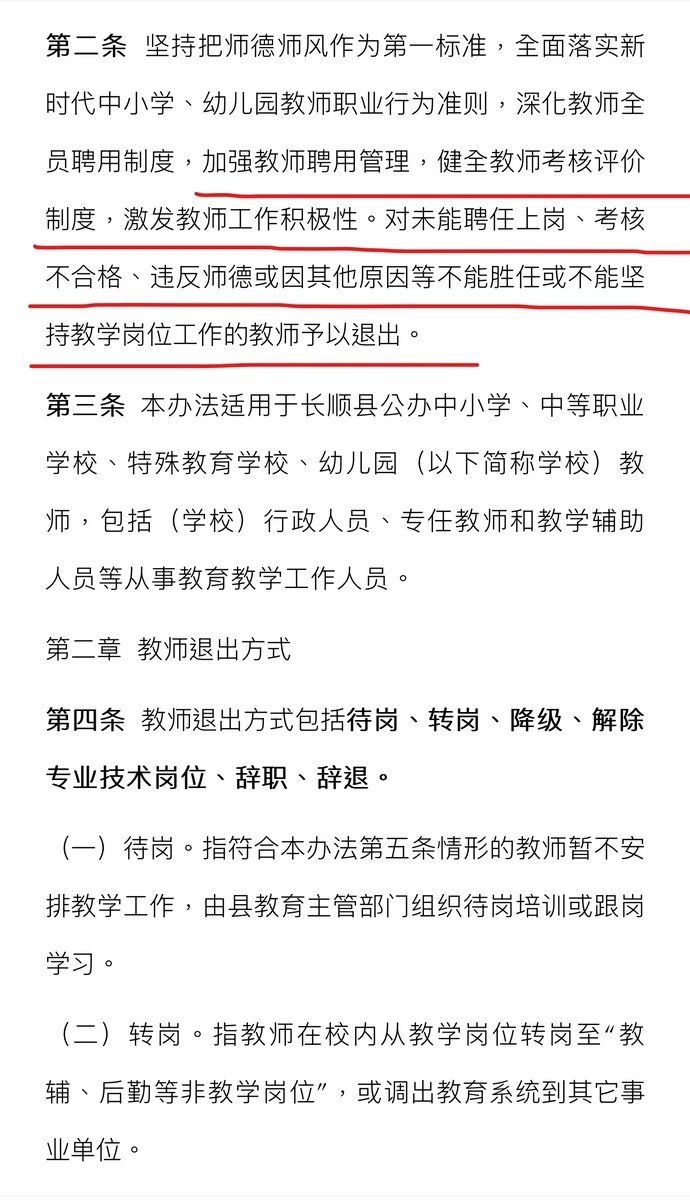 第二条 坚持把师德师风作为第一标准，全面落实新
时代中小学、幼儿园教师职业行为准则，深化教师全
员聘用制度，加强教师聘用管理，健全教师考核评价
制度，激发教师工作积极性。对未能聘任上岗、考核
不合格、违反师德或因其他原因等不能胜任或不能坚
持教学岗位工作的教师予以退出。
第三条 本办法适用于长顺县公办中小学、中等职业
学校、特殊教育学校、幼儿园（以下简称学校）教
师，包括（学校）行政人员、专任教师和教学辅助
人员等从事教育教学工作人员。
第二章 教师退出方式
第四条 教师退出方式包括待岗、转岗、降级、解除
专业技术岗位、辞职、辞退。
（一）待岗。指符合本办法第五条情形的教师暂不安
排教学工作，由县教育主管部门组织待岗培训或跟岗
学习。
（二）转岗。指教师在校内从教学岗位转岗至“教
辅、后勤等非教学岗位”，或调出教育系统到其它事
业单位。